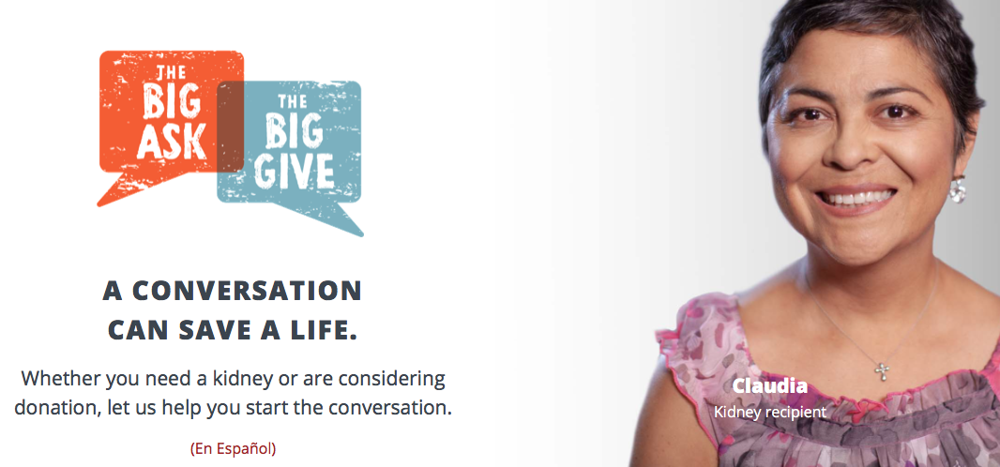 THE
BIG
ASK
THE
BIG
GIVE
A CONVERSATION
CAN SAVE A LIFE.
Whether you need a kidney or are considering
donation, let us help you start the conversation.
(En Español)
Claudia
Kidney recipient